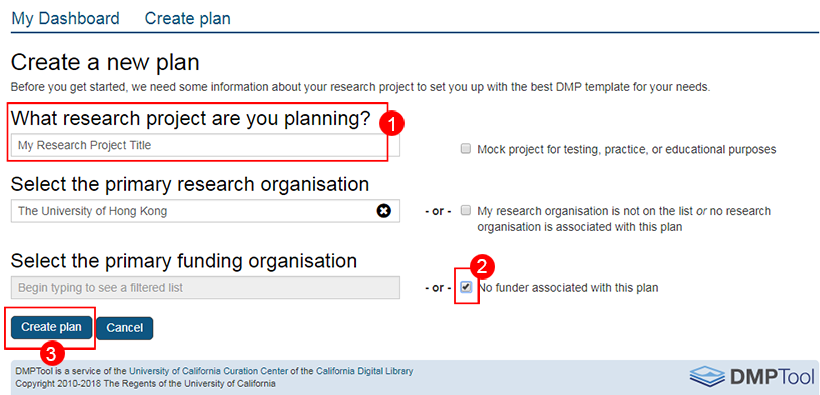 My Dashboard Create plan
Create a new plan
Before you get started, we need some information about your research project to set you up with the best DMP template for your needs.
What research project are you planning?
1
My Research Project Title
Mock project for testing, practice, or educational purposes
Select the primary research organisation
The University of Hong Kong
- or - My research organisation is not on the list or no research
organisation is associated with this plan
Select the primary funding organisation
2
Begin typing to see a filtered list
- or - No funder associated with this plan
Create plan Cancel
3
DMPTool is a service of the University of California Curation Center of the California Digital Library
Copyright 2010-2018 The Regents of the University of California
DMPTool